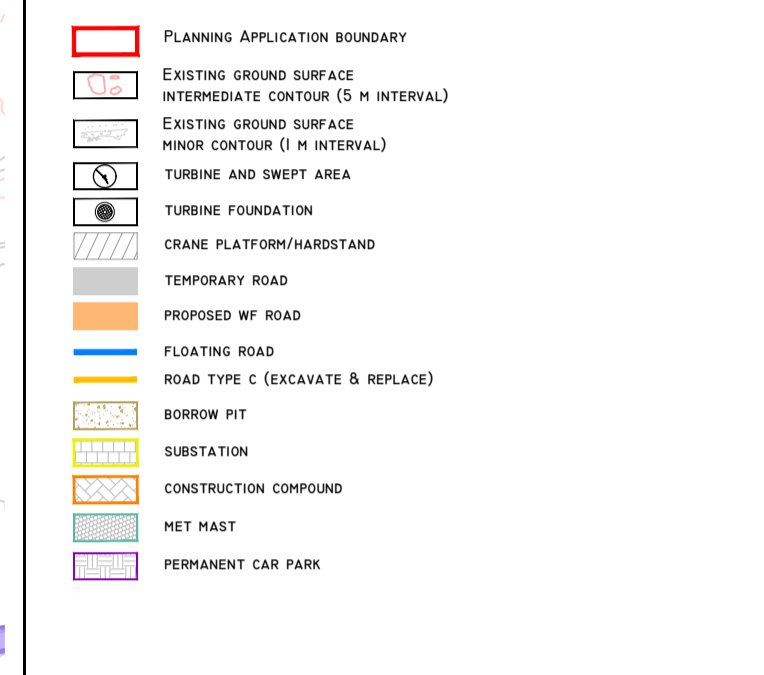 Planning Application boundary
Existing ground surface
intermediate contour (5 m interval)
Existing ground surface
minor contour (1 m interval)
turbine and swept area
turbine foundation
crane platform/hardstand
temporary road
proposed wf road
floating road
road type c (excavate & replace)
borrow pit
substation
construction compound
met mast
permanent car park